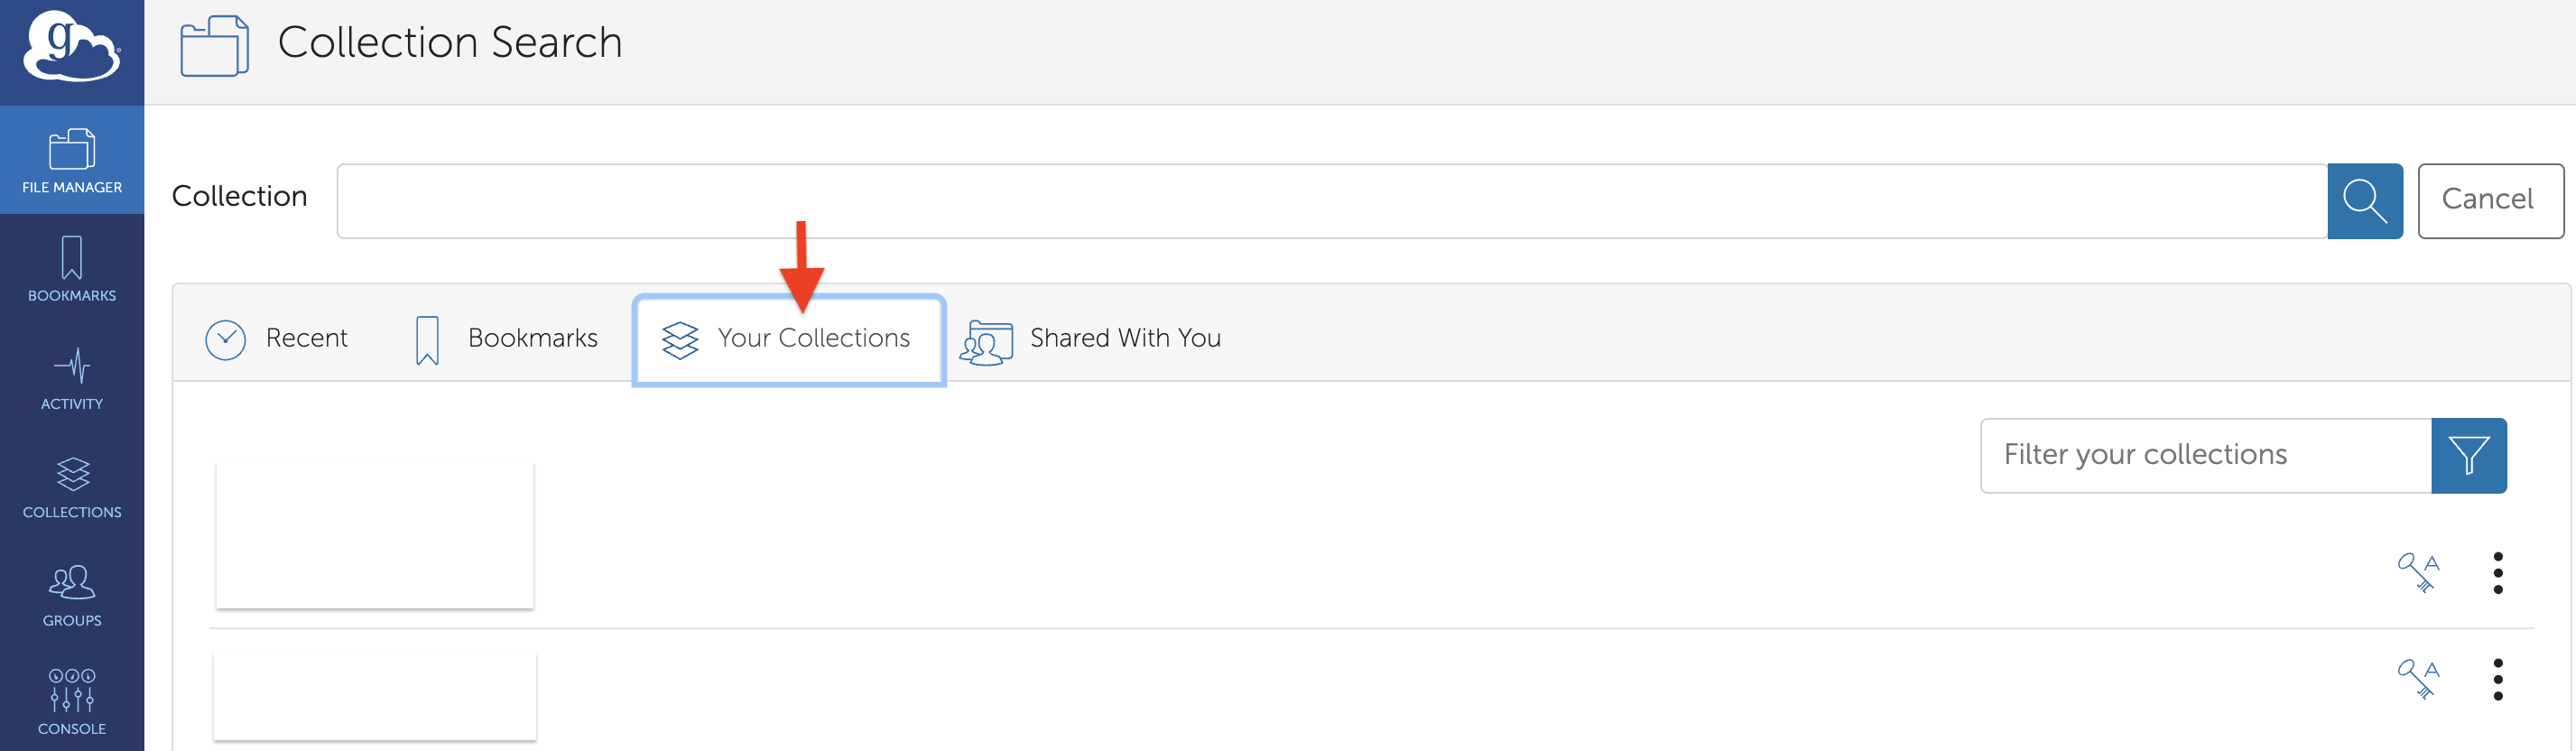 g
Collection Search
FILE MANAGER
BOOKMARKS
ACTIVITY
COLLECTIONS
GROUPS
CONSOLE
Collection
Cancel
Recent Bookmarks Your Collections Shared With You
Filter your collections
A
A